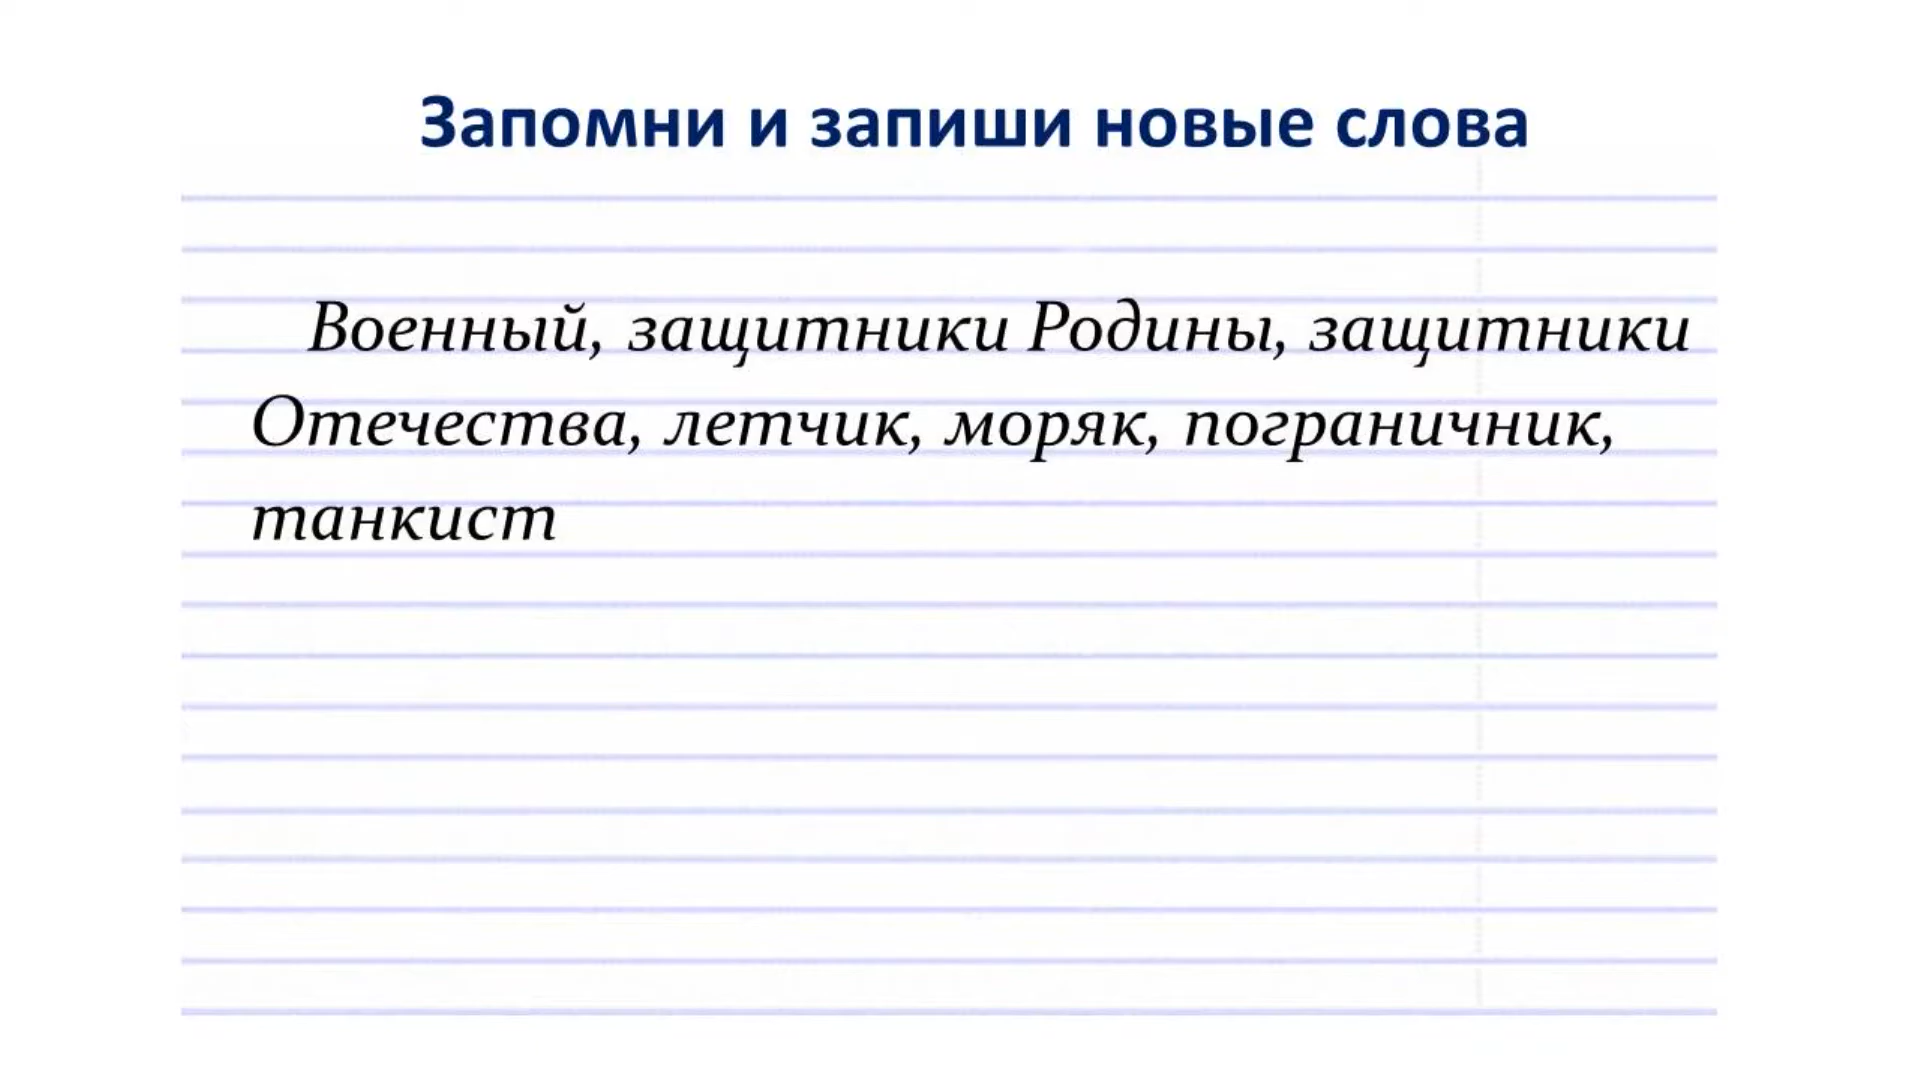 Запомни и запиши новые слова
Военный, защитники Родины, защитники
Отечества, летчик, моряк, пограничник,
танкист